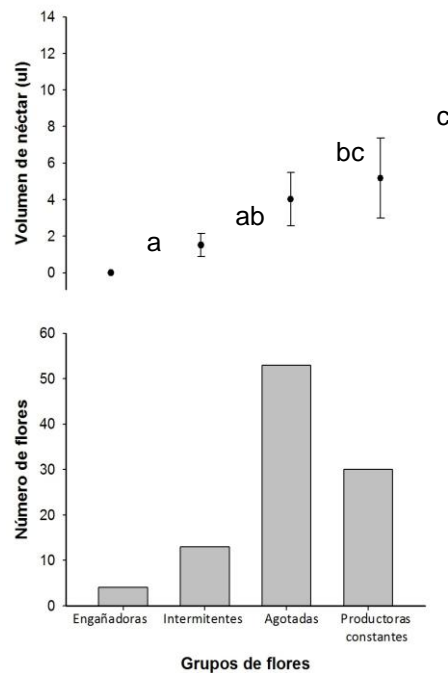 14
12
10
8
6
4
2
0
Volumen de néctar (ul)
a
ab
bc
c
60
50
40
30
20
10
0
Número de flores
Engañadoras
Intermitentes
Agotadas
Productoras
constantes
Grupos de flores